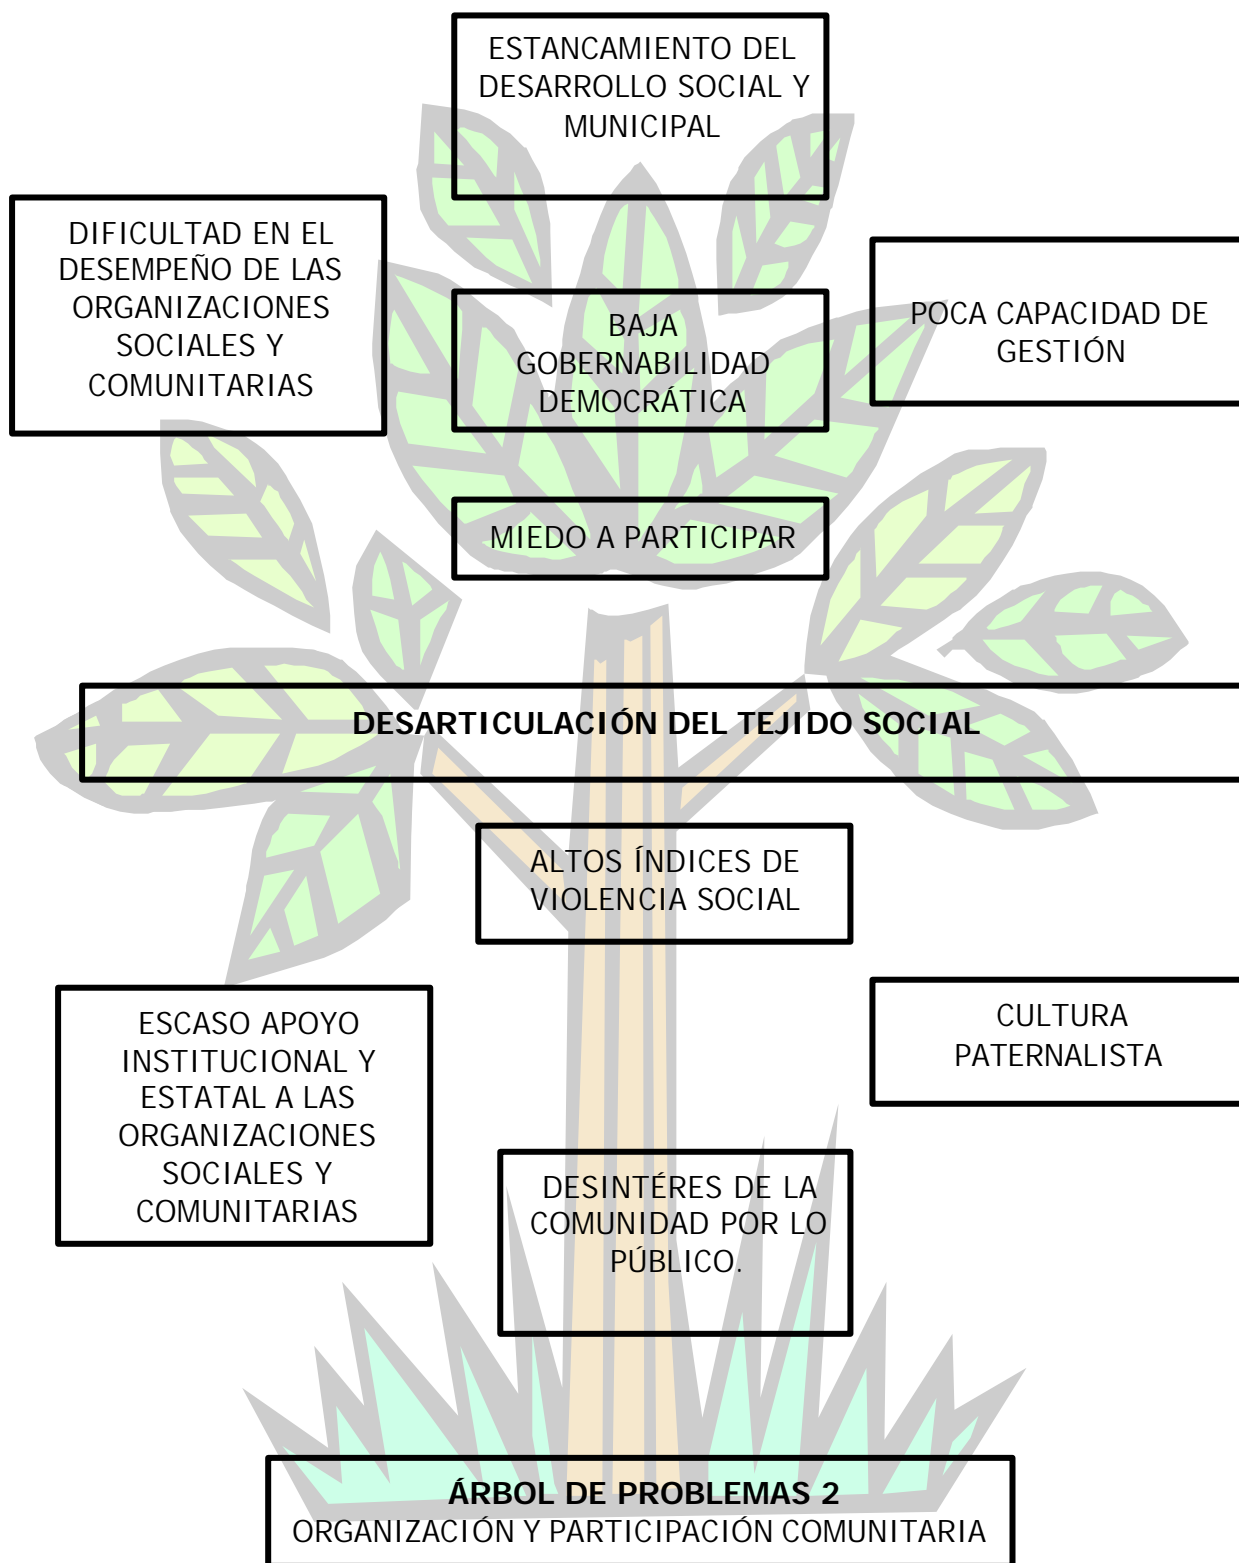 ESTANCAMIENTO DEL
DESARROLLO SOCIAL Y
MUNICIPAL
DIFICULTAD EN EL
DESEMPEÑO DE LAS
ORGANIZACIONES
SOCIALES Y
COMUNITARIAS
BAJA
GOBERNABILIDAD
DEMOCRÁTICA
POCA CAPACIDAD DE
GESTIÓN
MIEDO A PARTICIPAR
DESARTICULACIÓN DEL TEJIDO SOCIAL
ALTOS ÍNDICES DE
VIOLENCIA SOCIAL
ESCASO APOYO
INSTITUCIONAL Y
ESTATAL A LAS
ORGANIZACIONES
SOCIALES Y
COMUNITARIAS
CULTURA
PATERNALISTA
DESINTÉRES DE LA
COMUNIDAD POR LO
PÚBLICO.
ÁRBOL DE PROBLEMAS 2
ORGANIZACIÓN Y PARTICIPACIÓN COMUNITARIA